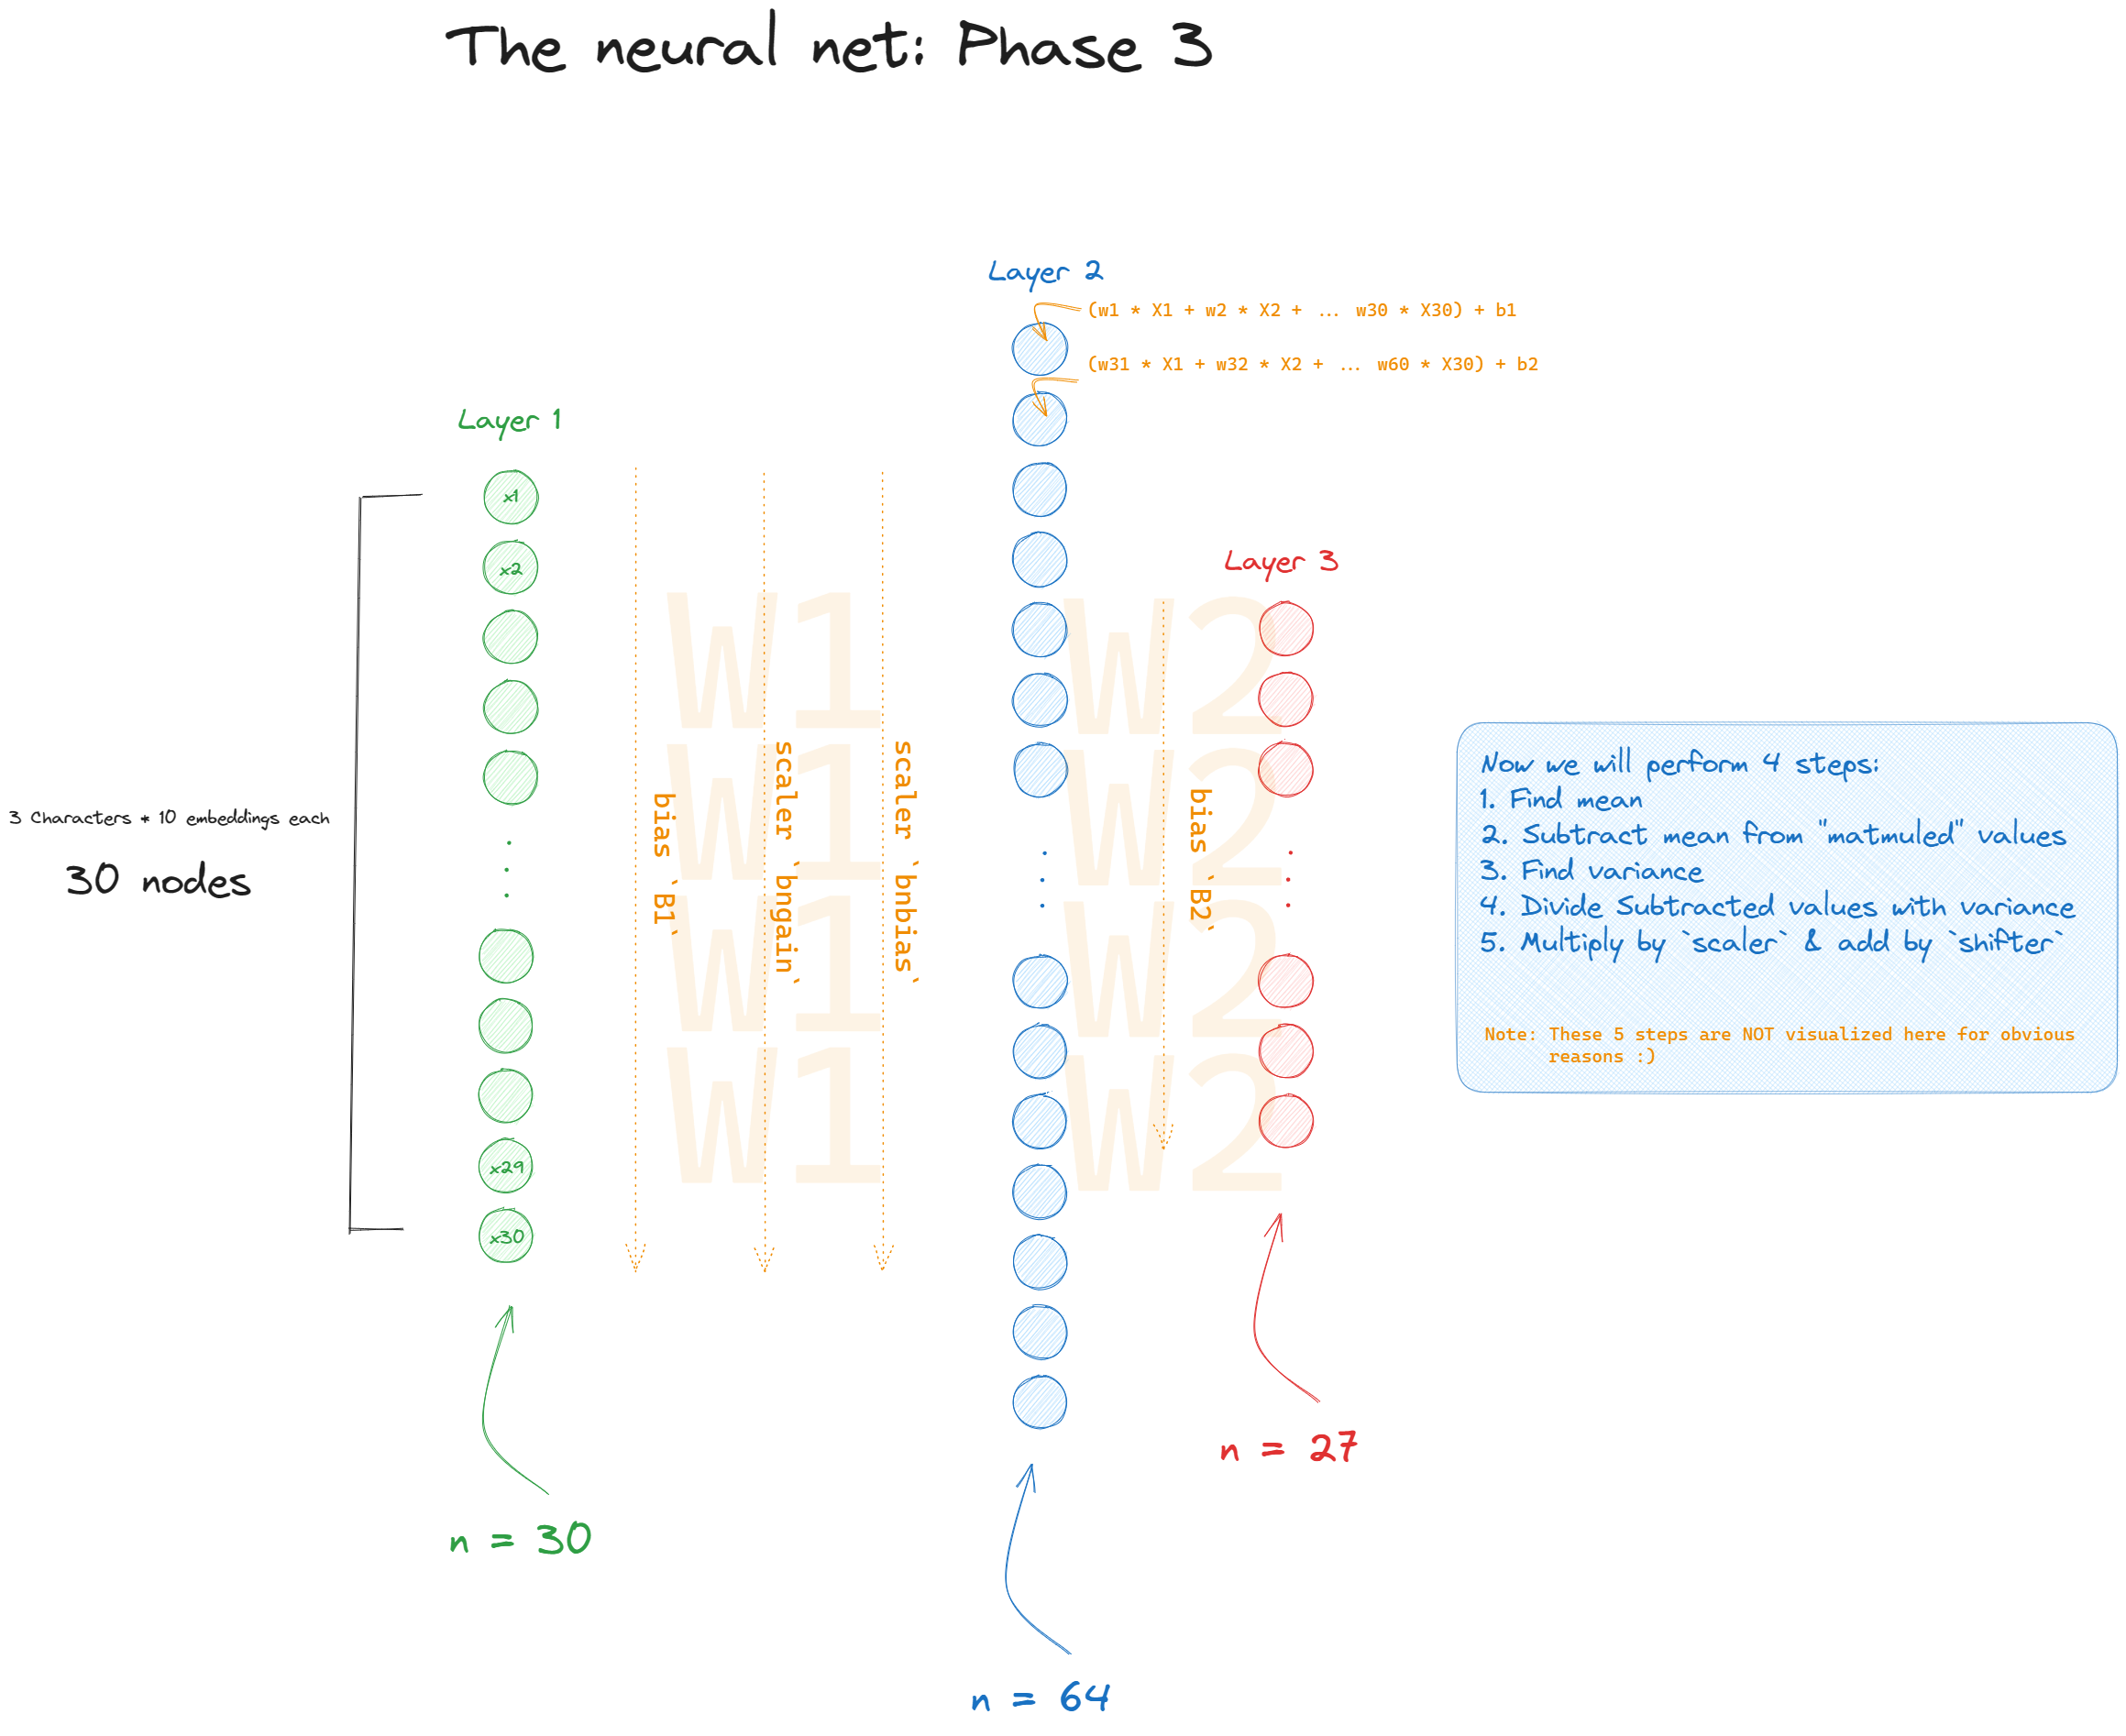 The neural net: Phase 3
Layer 2
(w1 * X1 + w2 * X2 + ... w30 * X30) + b1
(w31 * X1 + w32 * X2 + ... w60 * X30) + b2
Layer 1
x1
x2
x29
x30
3 Characters * 10 embeddings each
30 nodes
bias `B1`
scaler `bngain`
scaler `bnbias`
W1
W1
W1
W1
W2
W2
W2
W2
bias `B2`
Layer 3
Now we will perform 4 steps:
1. Find mean
2. Subtract mean from "matmuled" values
3. Find variance
4. Divide Subtracted values with variance
5. Multiply by `scaler` & add by `shifter`
Note: These 5 steps are NOT visualized here for obvious
reasons :)
n = 30
n = 64
n = 27